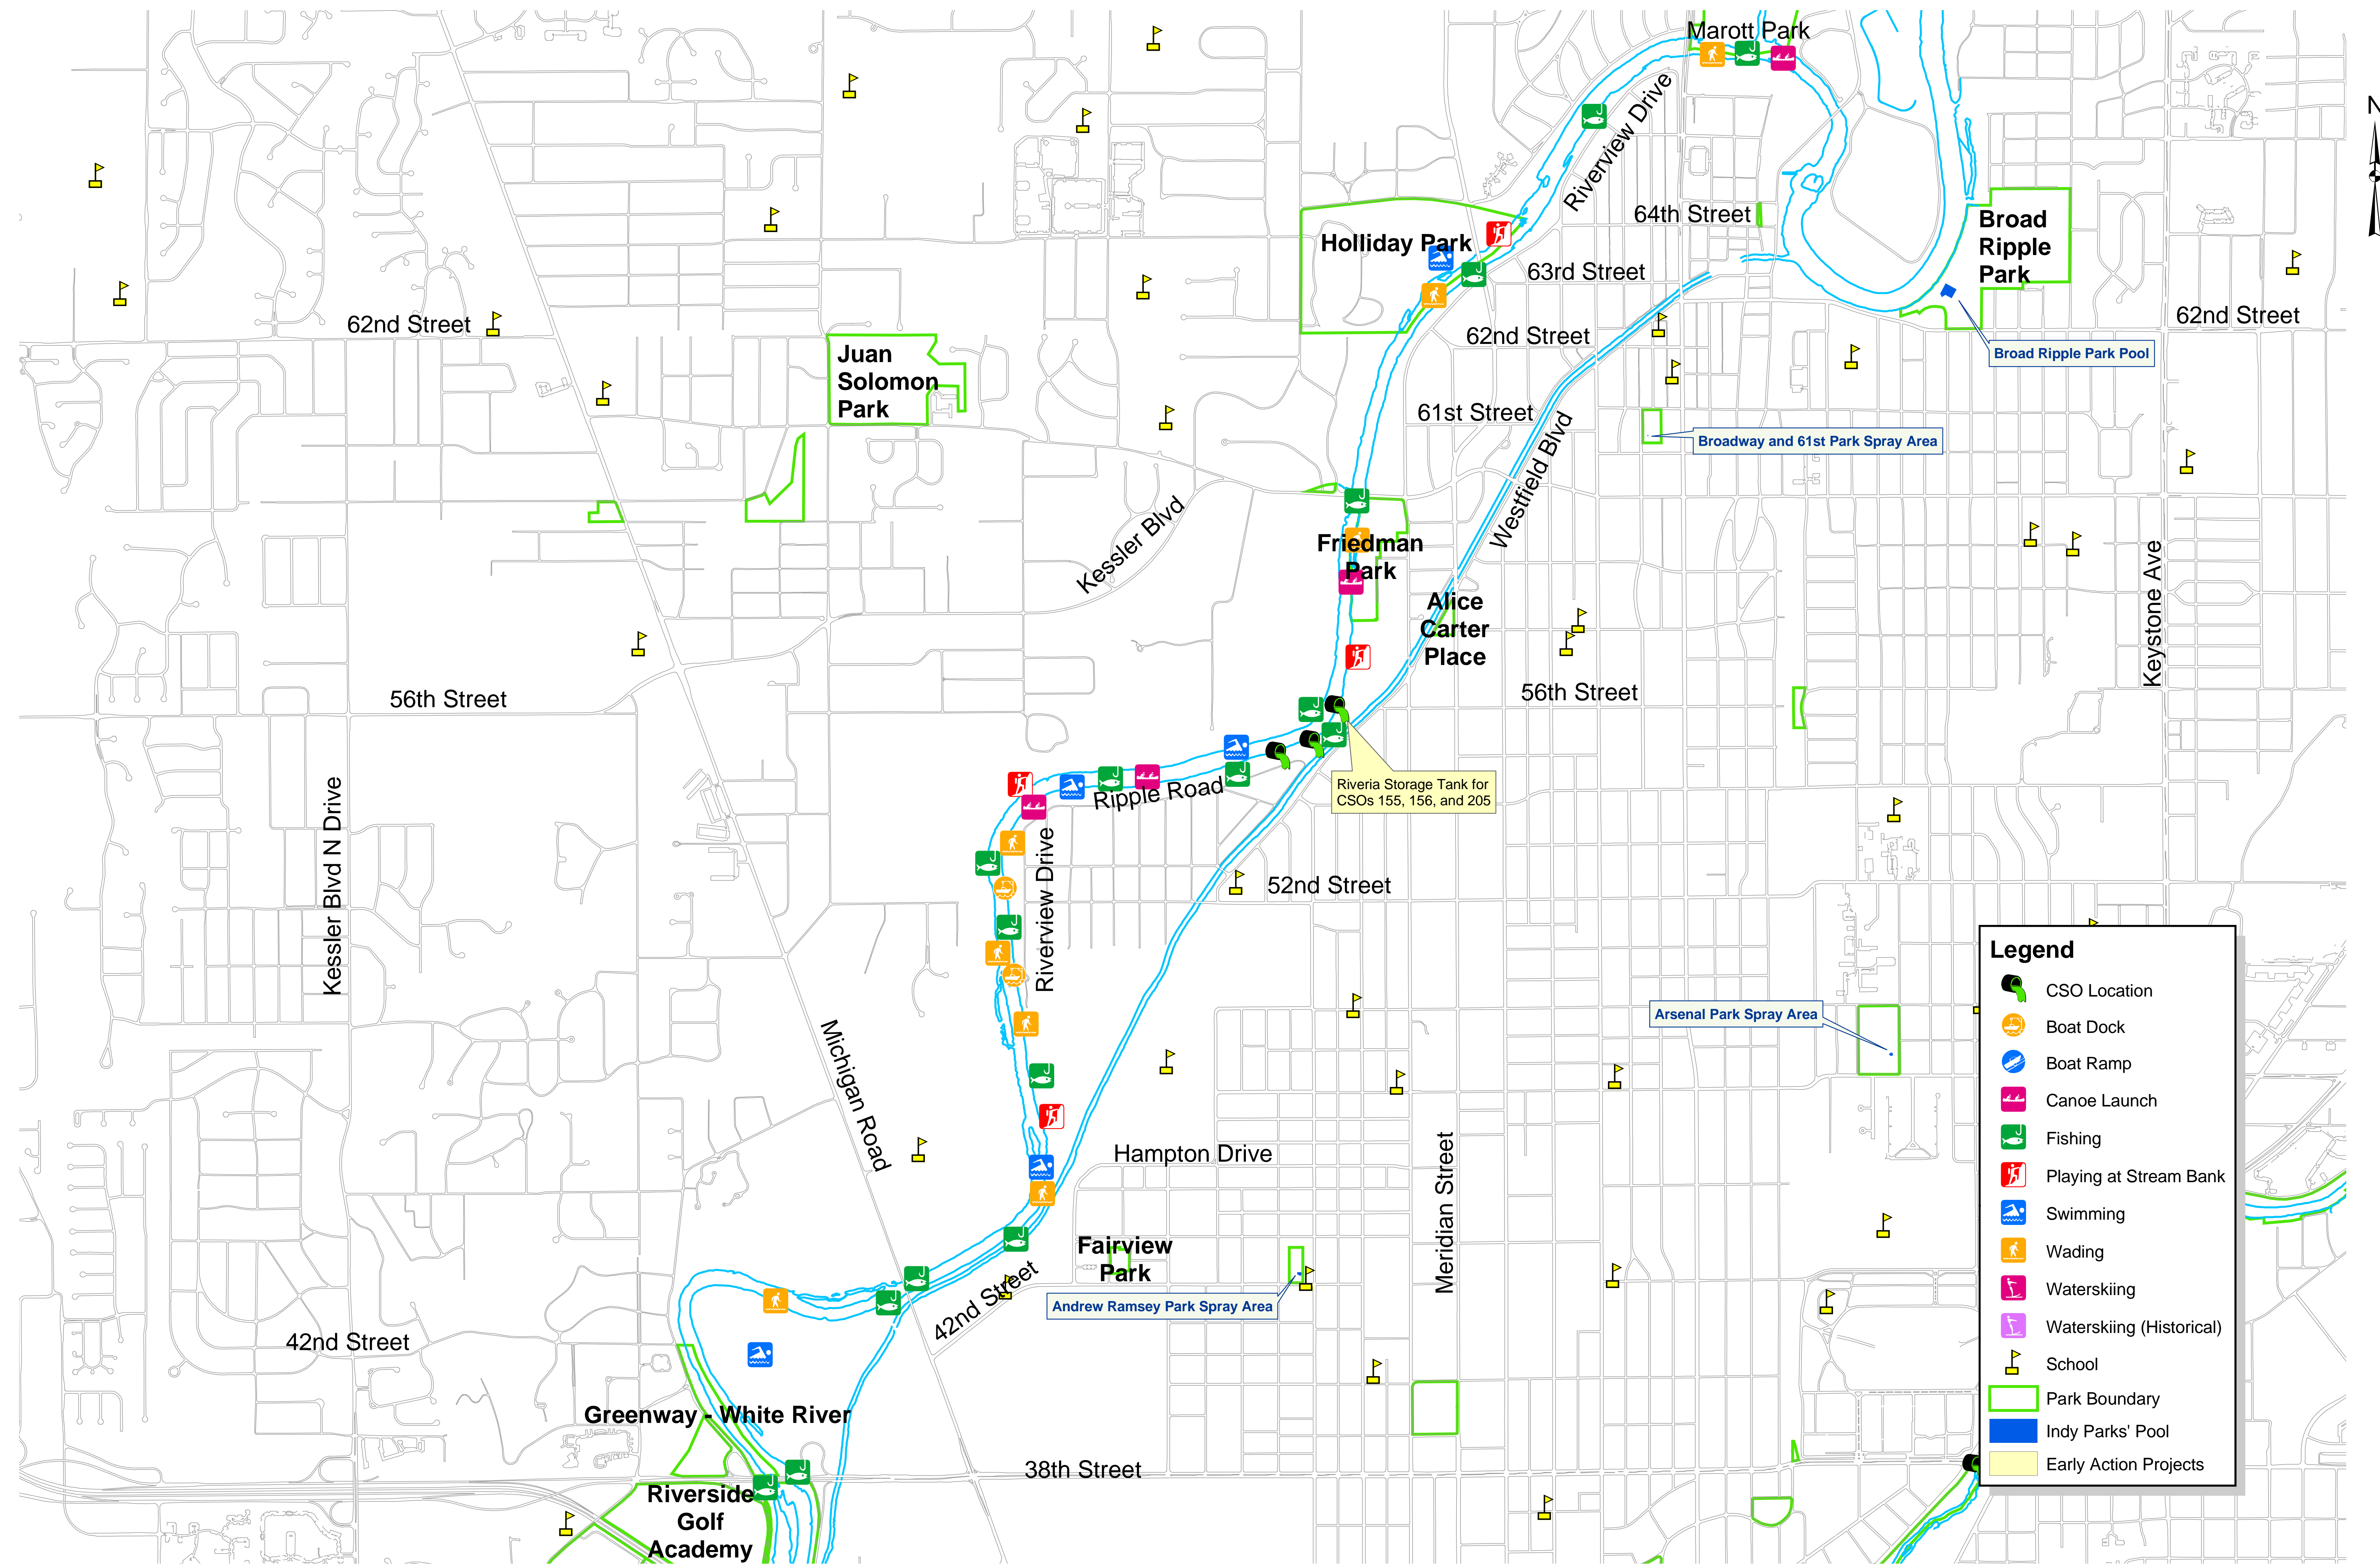 Marott Park
N
Riverview Drive
64th Street
Broad
Ripple
Park
Holliday Park
63rd Street
62nd Street
62nd Street
62nd Street
Broad Ripple Park Pool
Juan
Solomon
Park
61st Street
Broadway and 61st Park Spray Area
Westfield Blvd
Kessler Blvd
Friedman
Park
Alice
Carter
Place
Keystone Ave
56th Street
56th Street
Riveria Storage Tank for
CSOs 155, 156, and 205
Ripple Road
Kessler Blvd N Drive
Riverview Drive
52nd Street
Arsenal Park Spray Area
Michigan Road
Hampton Drive
Meridian Street
Fairview
Park
42nd Street
Andrew Ramsey Park Spray Area
42nd Street
Greenway - White River
38th Street
Riverside
Golf
Academy
Legend
CSO Location
Boat Dock
Boat Ramp
Canoe Launch
Fishing
Playing at Stream Bank
Swimming
Wading
Waterskiing
Waterskiing (Historical)
School
Park Boundary
Indy Parks' Pool
Early Action Projects